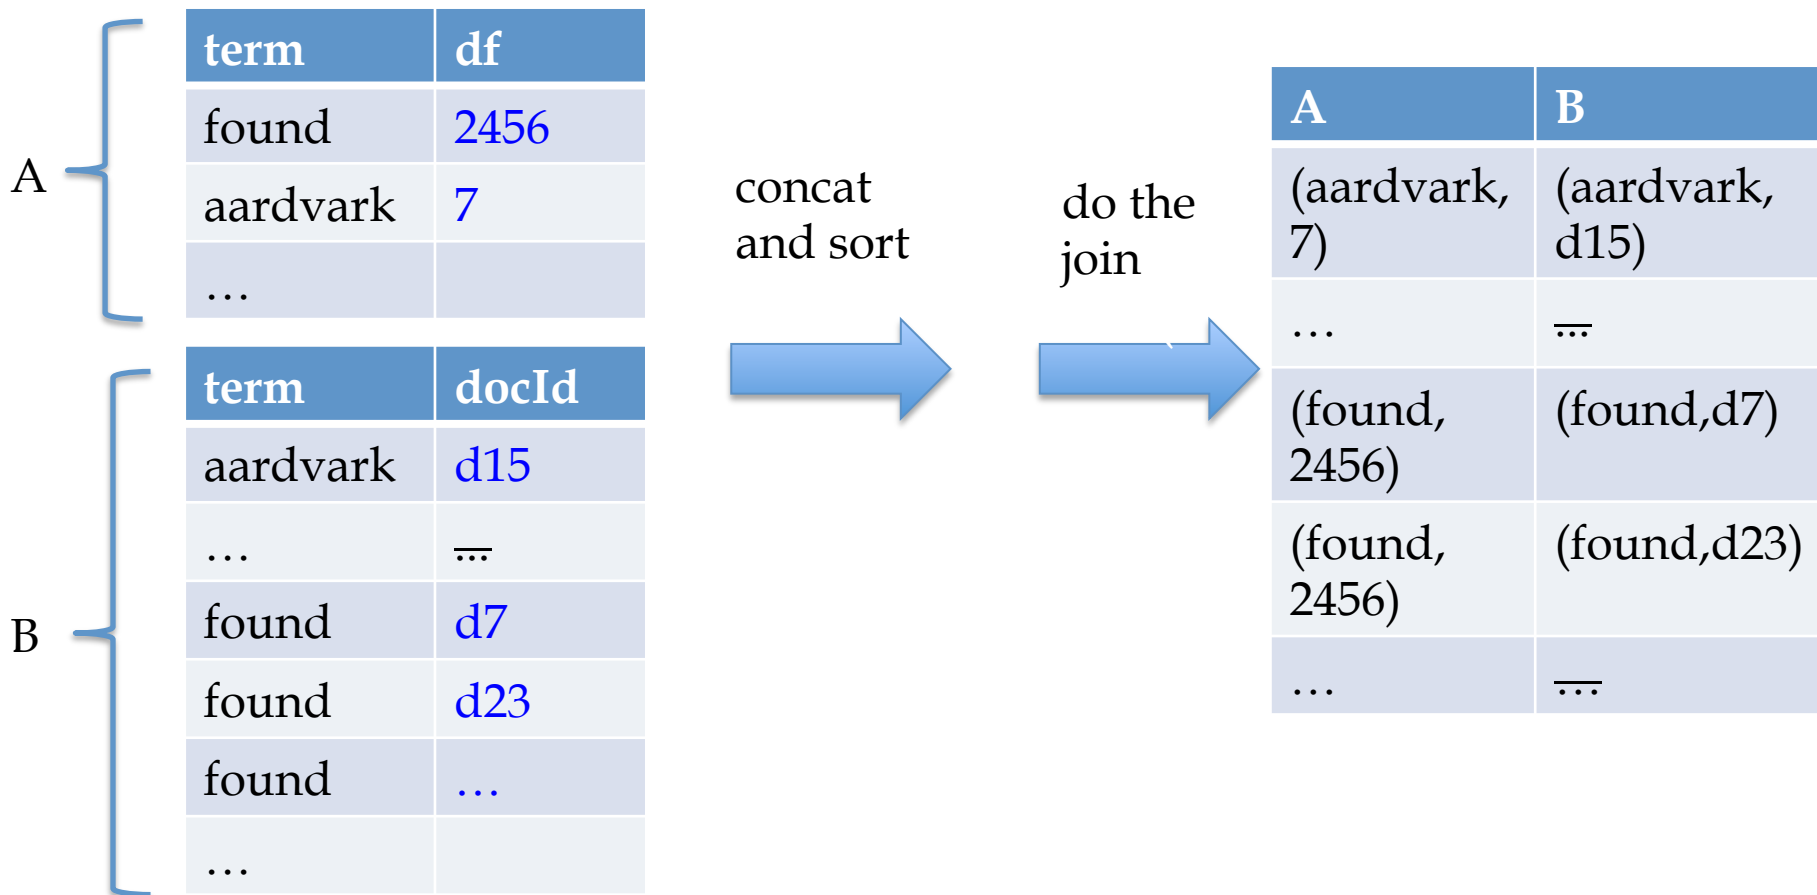 A
term df
found 2456
aardvark 7
…
B
term docId
aardvark d15
… ...
found d7
found d23
found …
…
concat
and sort
do the
join
A B
(aardvark, (aardvark,
7) d15)
… ...
(found, (found,d7)
2456)
(found, (found,d23)
2456)
… …